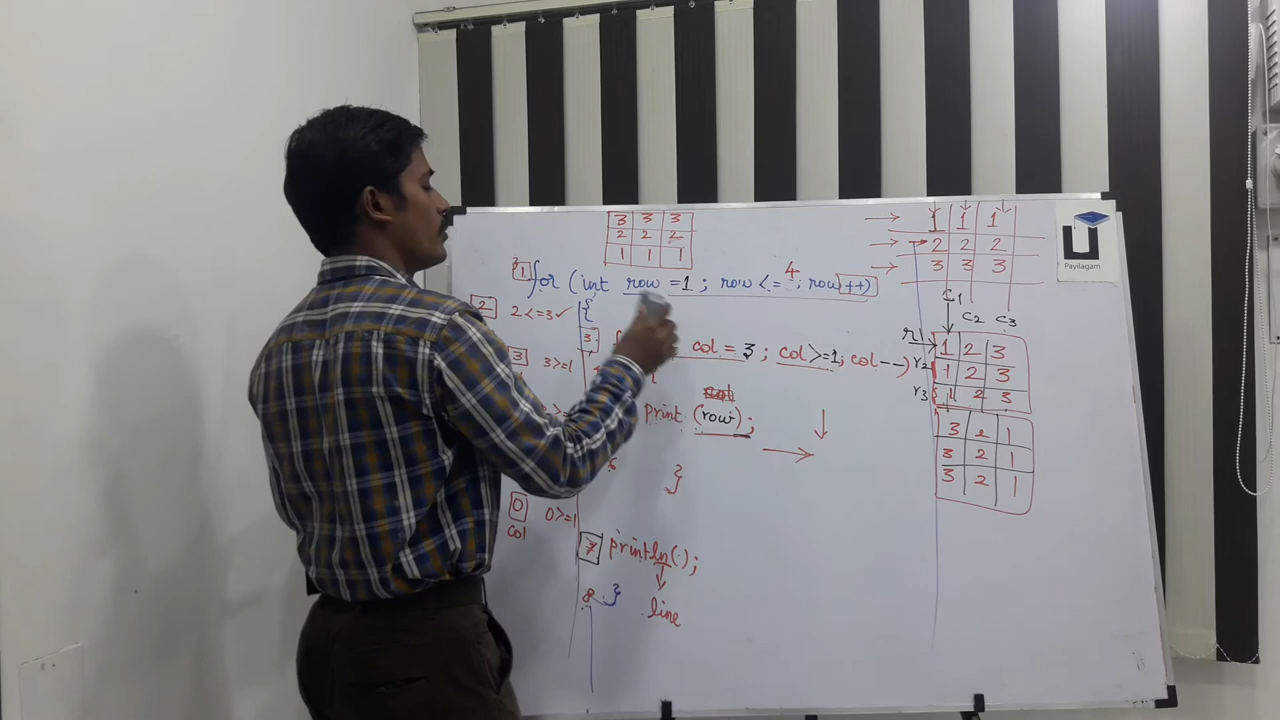 3 3 3
2 2 2
1 1 1
1 for (int row = 1 ; row <= 4 ; row ++)
{
2 2 <= 3 ✓
3
col = 3 ; col >= 1 ; col --)
3 3 >= 1
print (row) ;
}
0 0 >= 1
col
7 println( ) ;
line
8 }
1 1 1
2 2 2
3 3 3
C1
C2 C3
1 2 3
r2 1 2 3
r3 1 2 3
3 2 1
3 2 1
3 2 1
Payilagam